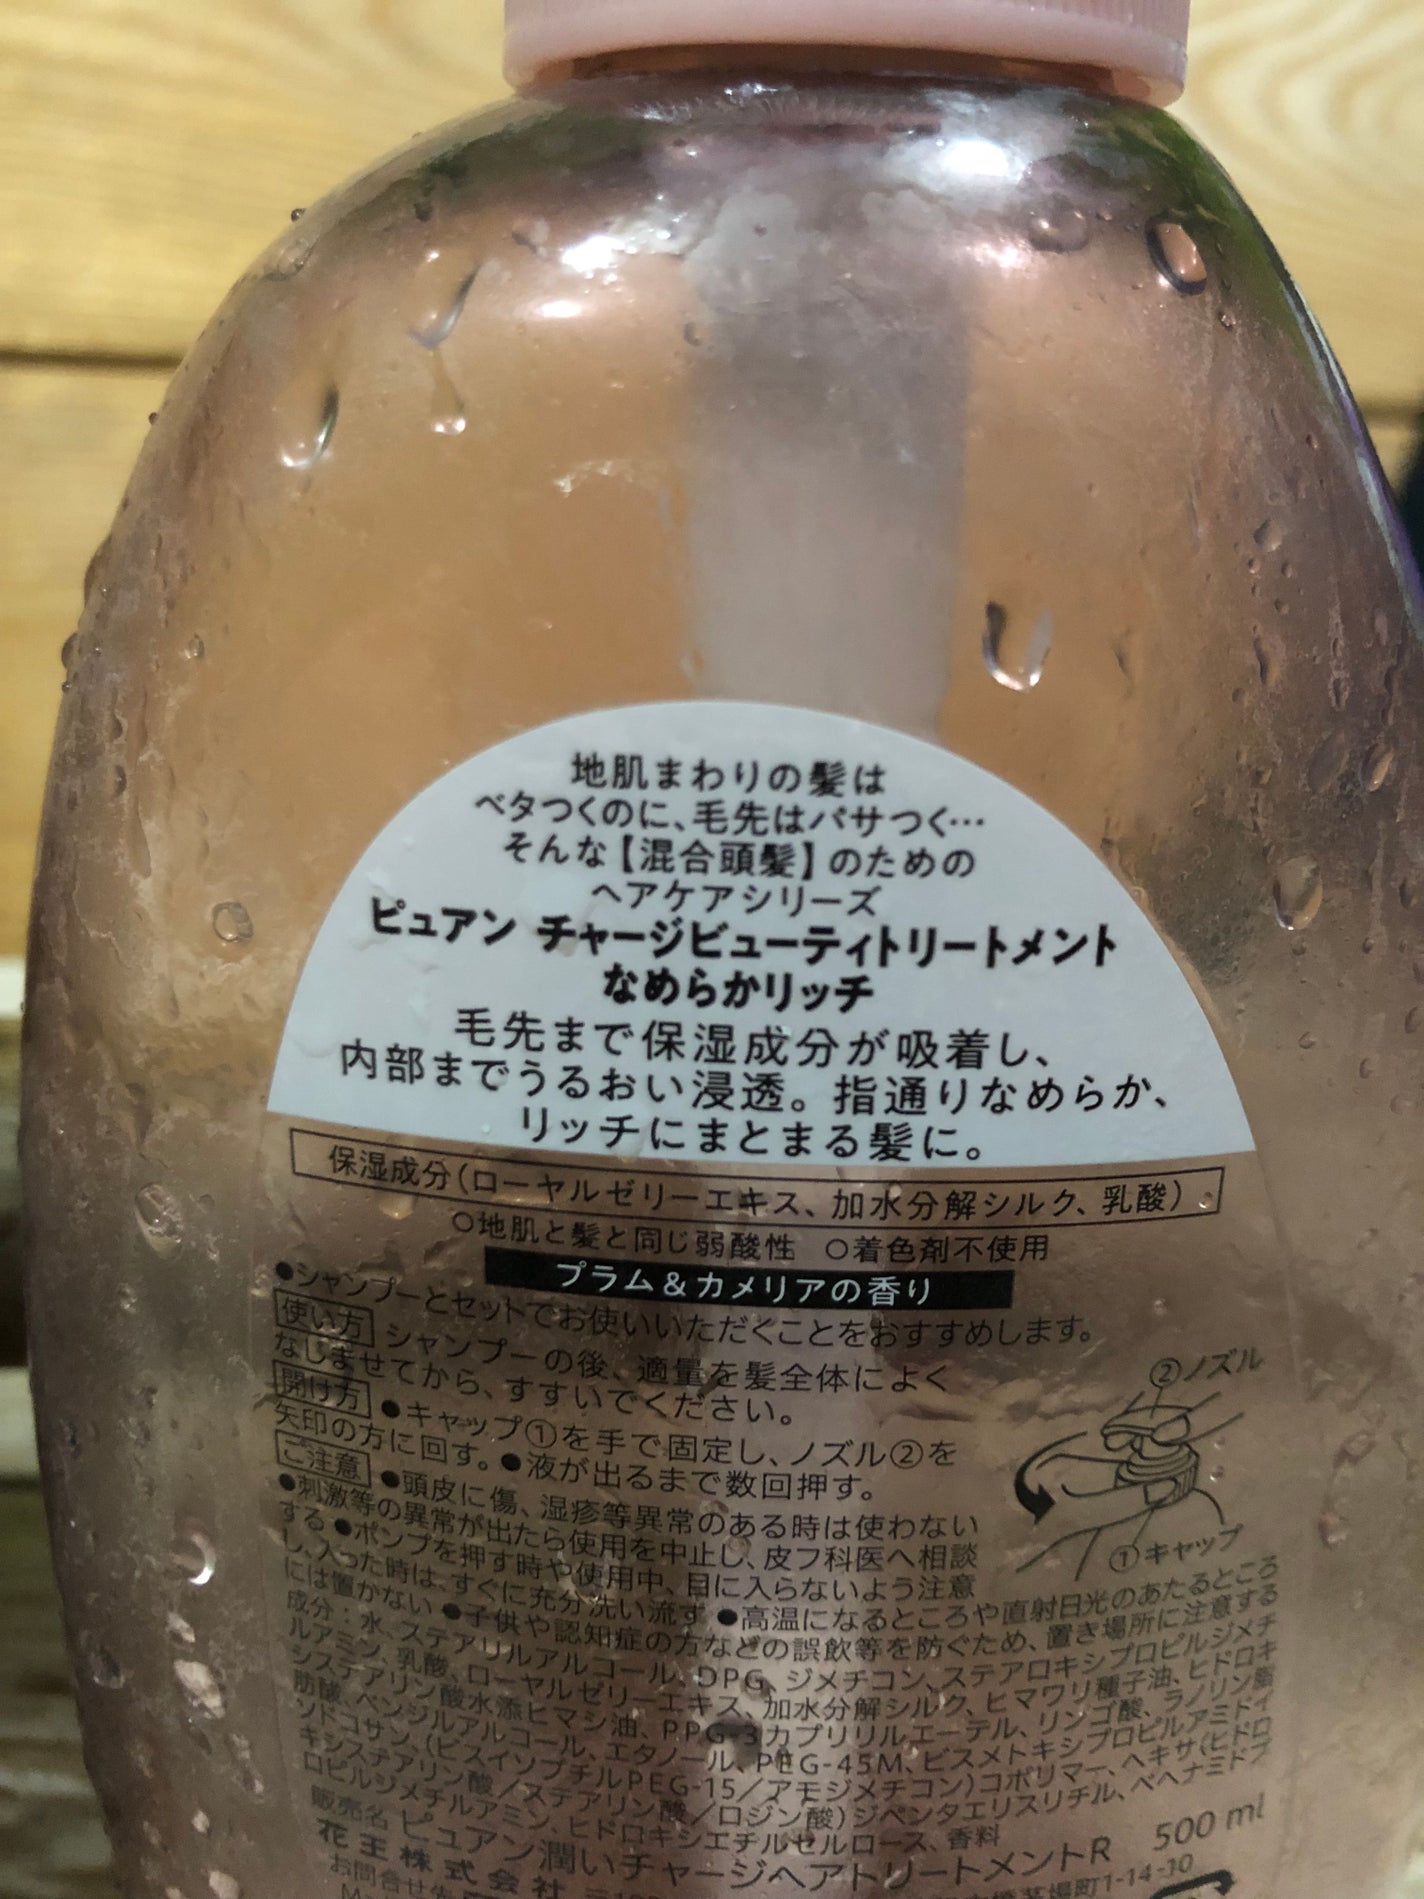 地肌まわりの髪は
ベタつくのに、毛先はパサつく…
そんな【混合頭髪】のための
ヘアケアシリーズ
ピュアン チャージビューティトリートメント
なめらかリッチ
毛先まで保湿成分が吸着し、
内部までうるおい浸透。指通りなめらか、
リッチにまとまる髪に。
保湿成分(ローヤルゼリーエキス、加水分解シルク、乳酸)
○地肌と髪と同じ弱酸性 ○着色剤不使用
プラム&カメリアの香り
●シャンプーとセットでお使いいただくことをおすすめします。
使い方 シャンプーの後、適量を髪全体によく
なじませてから、すすいでください。
開け方 ●キャップ①を手で固定し、ノズル②を
矢印の方に回す。●液が出るまで数回押す。
②ノズル
①キャップ
ご注意 ●頭皮に傷、湿疹等異常のある時は使わない
●刺激等の異常が出たら使用を中止し、皮フ科医へ相談
する ●ポンプを押す時や使用中、目に入らないよう注意
し、入った時は、すぐに充分洗い流す ●高温になるところや直射日光のあたるところ
には置かない ●子供や認知症の方などの誤飲等を防ぐため、置き場所に注意する
成分:水、ステアリルアルコール、DPG、ジメチコン、ステアロキシプロピルジメチ
ルアミン、乳酸、ローヤルゼリーエキス、加水分解シルク、ヒマワリ種子油、ヒドロキ
システアリン酸水添ヒマシ油、PPG-3カプリリルエーテル、リンゴ酸、ラノリン脂
肪酸、ベンジルアルコール、エタノール、PEG-45M、ビスメトキシプロピルアミドイ
ソドコサン、(ビスイソブチルPEG-15/アモジメチコン)コポリマー、ヘキサ(ヒドロ
キシステアリン酸/ステアリン酸/ロジン酸)ジペンタエリスリチル、ベヘナミドプ
ロピルジメチルアミン、ヒドロキシエチルセルロース、香料
販売名 ピュアン潤いチャージヘアトリートメントR 500 ml
花王株式会社
茅場町1-14-10
お問合せ先